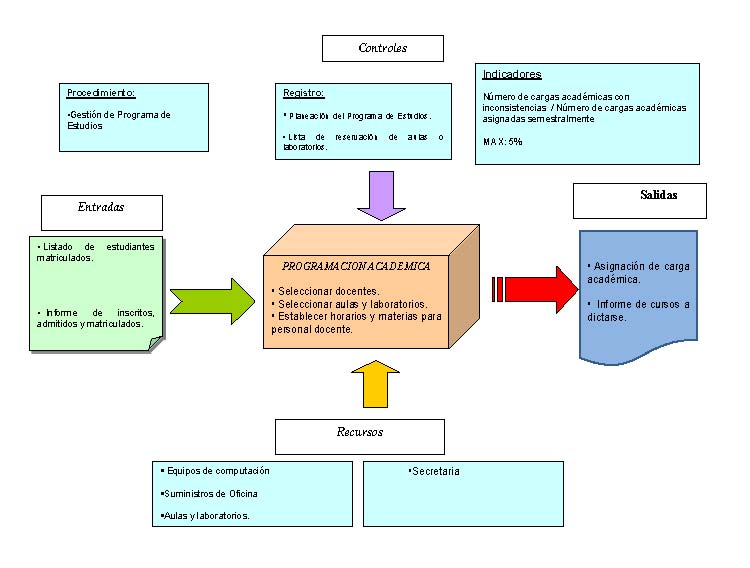 Controles
Procedimiento:
•Gestión de Programa de
Estudios
Registro:
• Planeación del Programa de Estudios.
• Lista de reservación de aulas o
laboratorios.
Indicadores
Número de cargas académicas con
inconsistencias / Número de cargas académicas
asignadas semestralmente
MAX: 5%
Entradas
• Listado de estudiantes
matriculados.
• Informe de inscritos,
admitidos y matriculados.
PROGRAMACION ACADEMICA
• Seleccionar docentes.
• Seleccionar aulas y laboratorios.
• Establecer horarios y materias para
personal docente.
Salidas
• Asignación de carga
académica.
• Informe de cursos a
dictarse.
Recursos
• Equipos de computación
•Suministros de Oficina
•Aulas y laboratorios.
•Secretaria